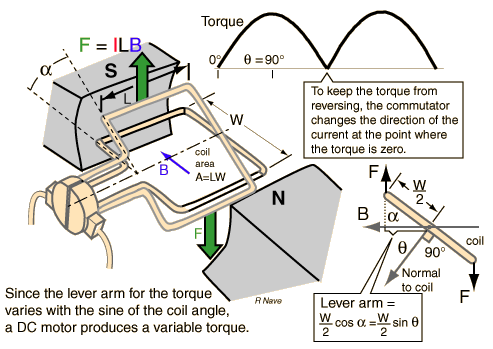 F = ILB
S
α
L
W
B
coil
area
A=LW
N
F
R Nave
Torque
0°
θ = 90°
To keep the torque from
reversing, the commutator
changes the direction of the
current at the point where
the torque is zero.
F
W
2
B
α
θ
90°
coil
Normal
to coil
F
Lever arm =
W/2 cos α = W/2 sin θ
Since the lever arm for the torque
varies with the sine of the coil angle,
a DC motor produces a variable torque.